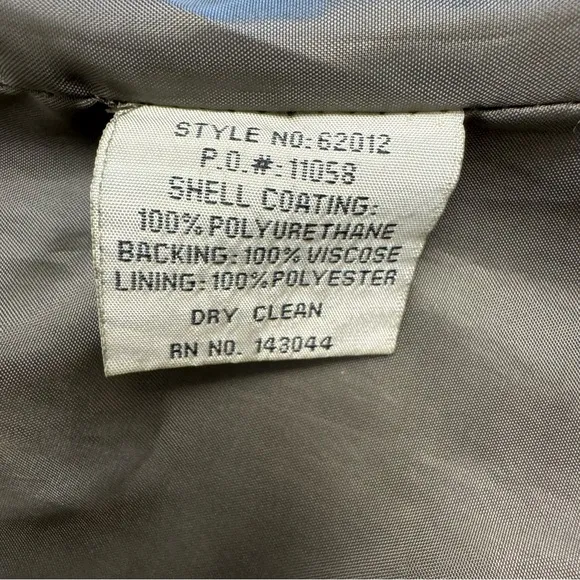 STYLE NO: 62012
P.O.#: 11058
SHELL COATING:
100% POLYURETHANE
BACKING: 100% VISCOSE
LINING: 100% POLYESTER
DRY CLEAN
RN NO. 143044